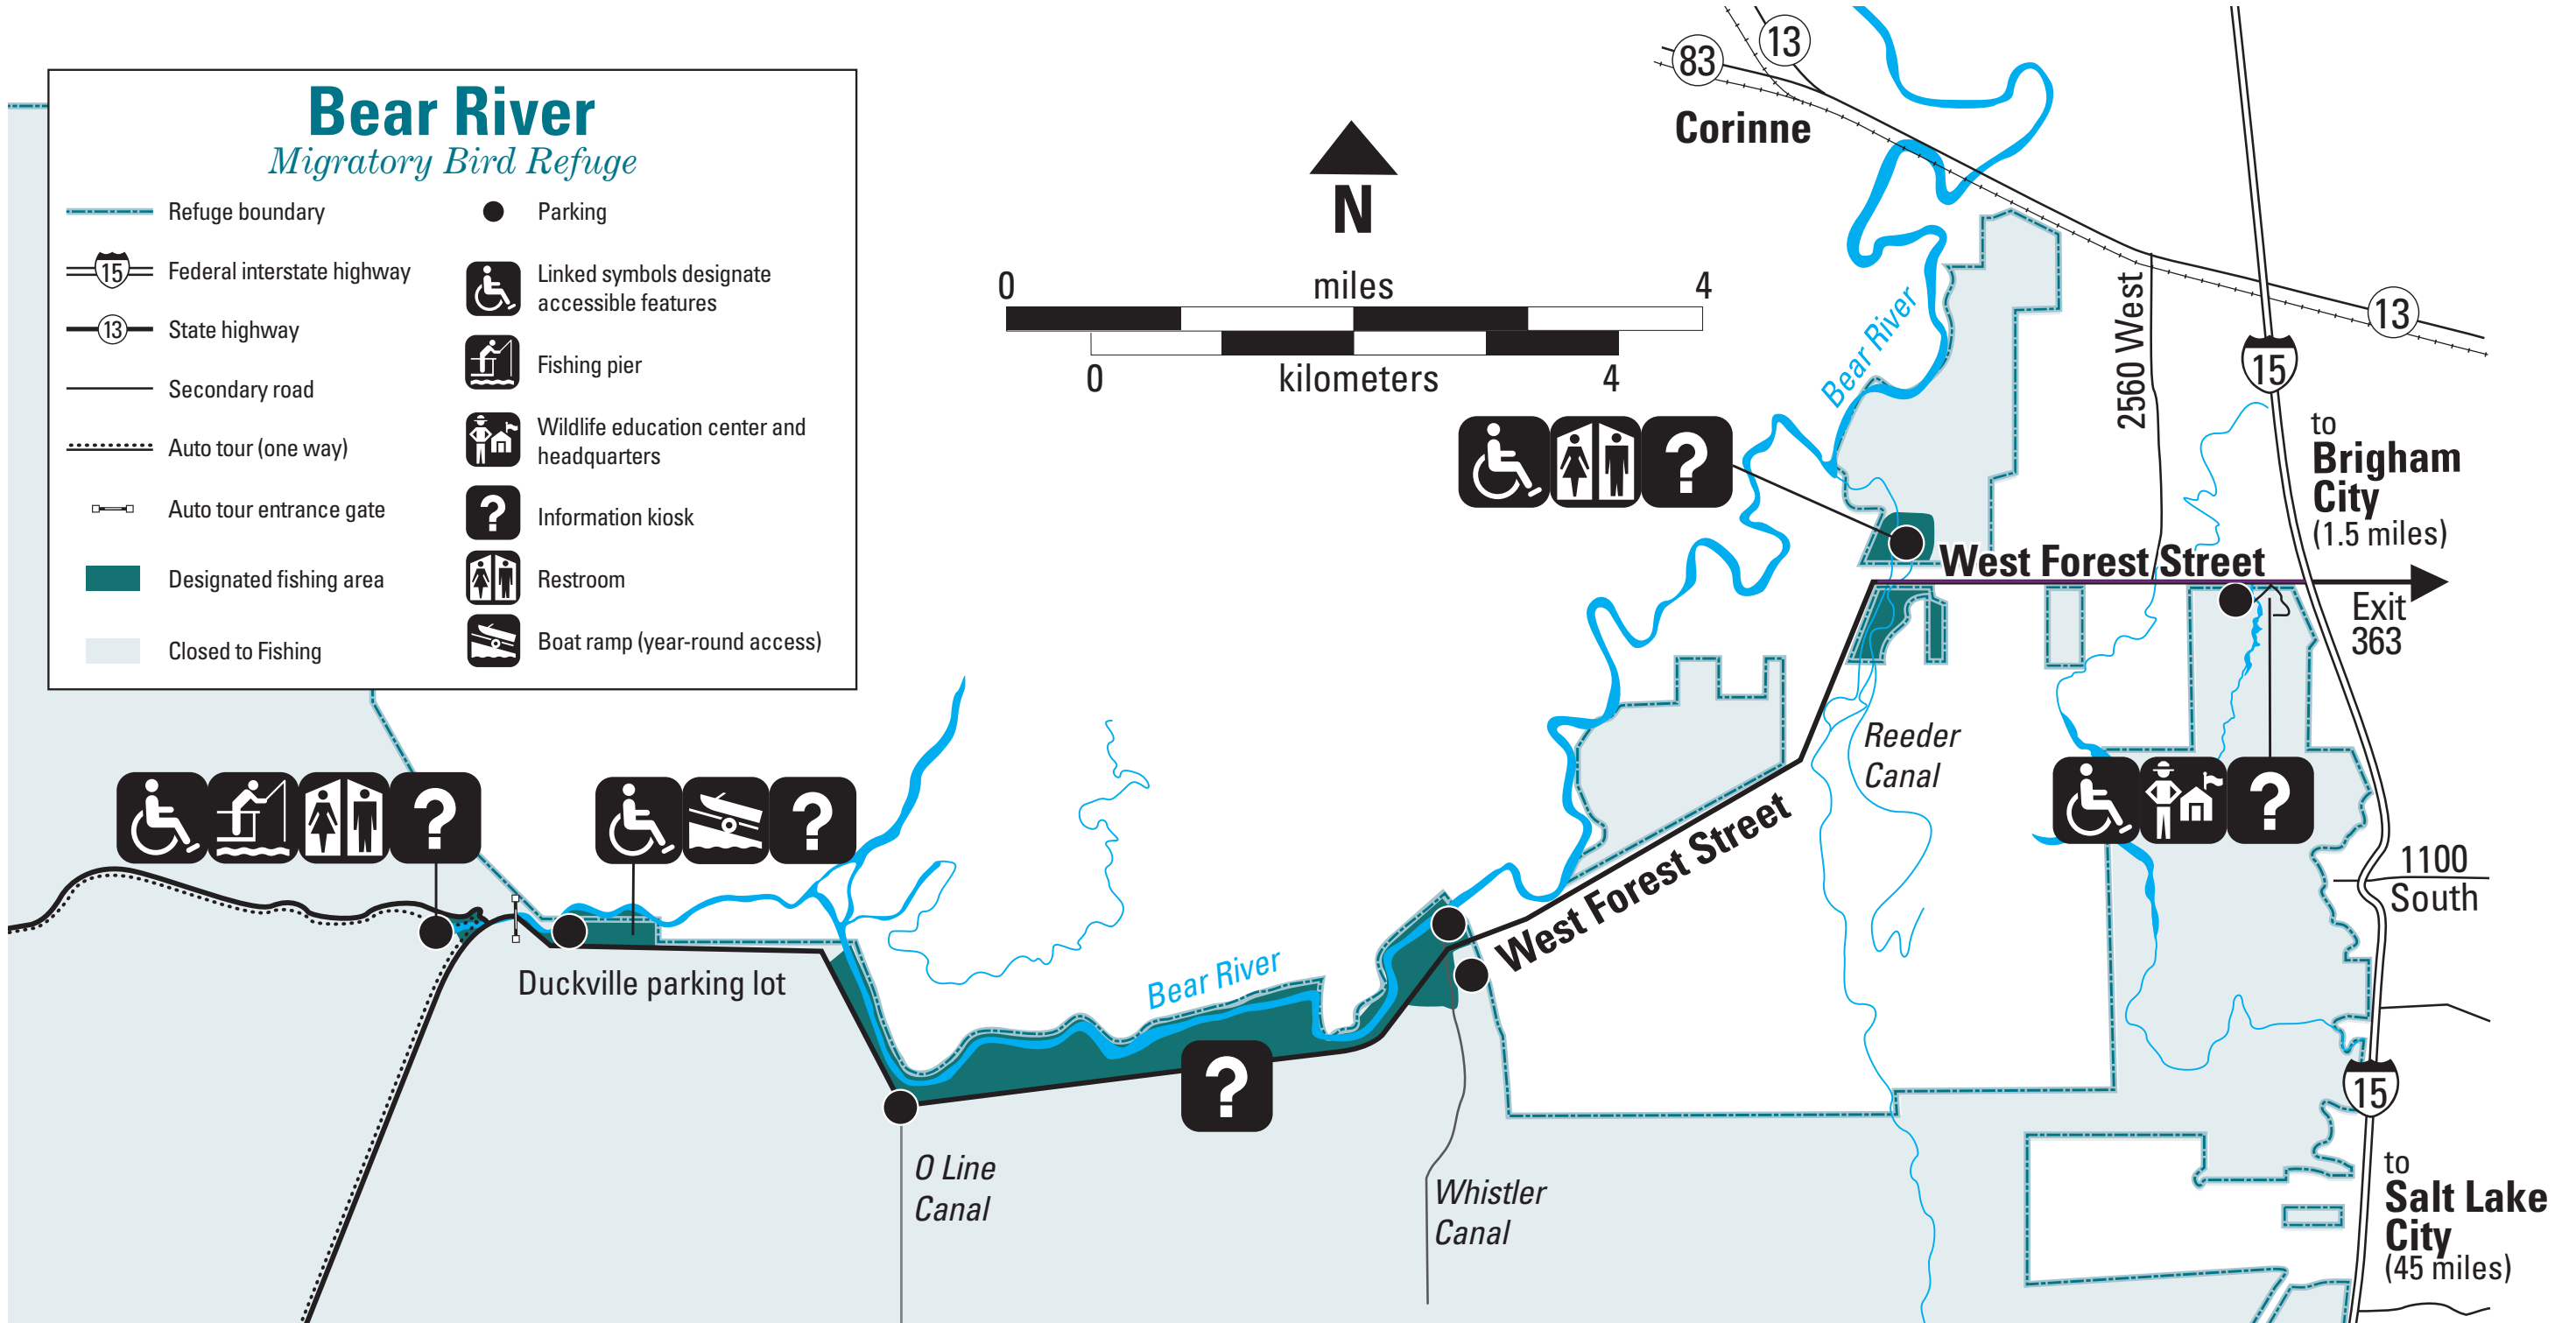 Bear River
Migratory Bird Refuge
Refuge boundary
15
Federal interstate highway
13
State highway
Secondary road
Auto tour (one way)
Auto tour entrance gate
Designated fishing area
Closed to Fishing
Parking
Linked symbols designate
accessible features
Fishing pier
Wildlife education center and
headquarters
?
Information kiosk
Restroom
Boat ramp (year-round access)
N
0
miles
4
0
kilometers
4
83
13
Corinne
Bear River
2560 West
13
15
to
Brigham
City
(1.5 miles)
?
West Forest Street
Exit
363
Reeder
Canal
?
West Forest Street
1100
South
?
?
Duckville parking lot
Bear River
?
O Line
Canal
Whistler
Canal
15
to
Salt Lake
City
(45 miles)